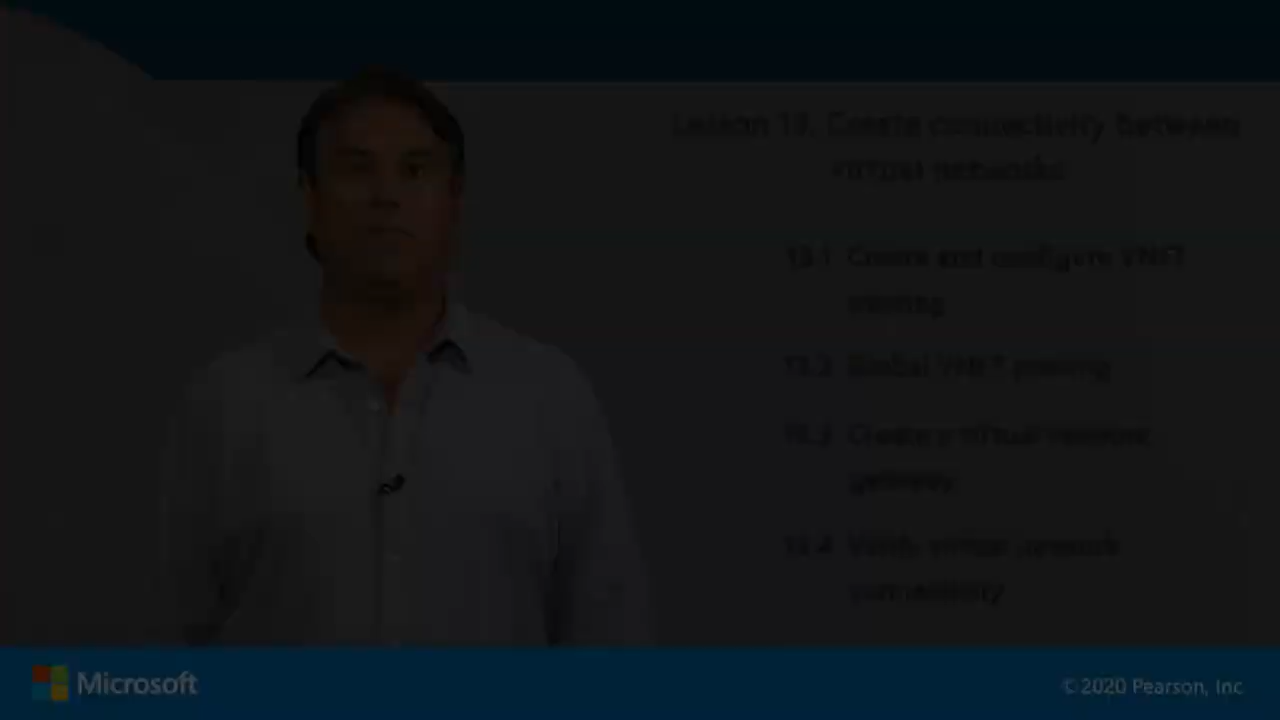 Lesson 13. Create connectivity between
virtual networks
13.1 Create and configure VNET
peering
13.2 Global VNET peering
13.3 Create a virtual network
gateway
13.4 Verify virtual network
connectivity
Microsoft
©2020 Pearson, Inc